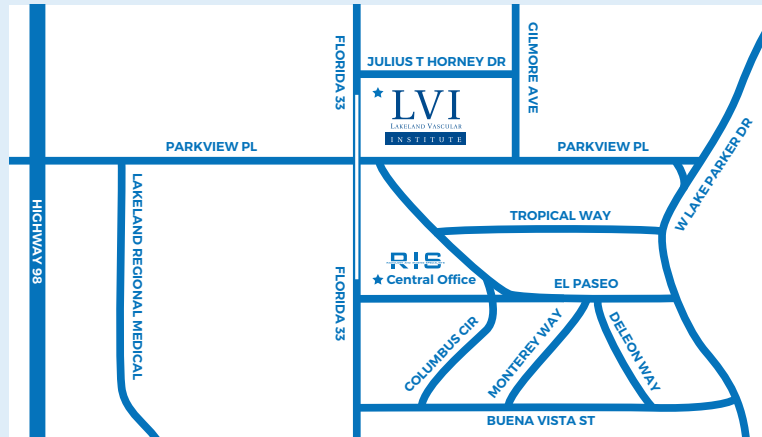 FLORIDA 33
GILMORE AVE
JULIUS T HORNEY DR
LVI
LAKELAND VASCULAR
INSTITUTE
PARKVIEW PL
PARKVIEW PL
W LAKE PARKER DR
HIGHWAY 98
LAKELAND REGIONAL MEDICAL
TROPICAL WAY
RIS
Central Office
FLORIDA 33
EL PASEO
COLUMBUS CIR
MONTEREY WAY
DELEON WAY
BUENA VISTA ST